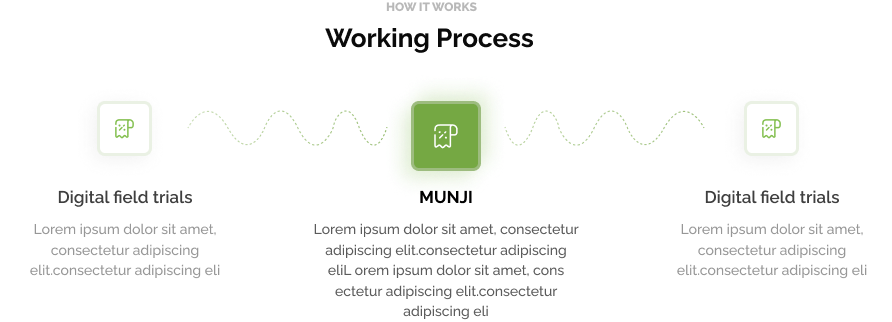 HOW IT WORKS
Working Process
Digital field trials
Lorem ipsum dolor sit amet,
consectetur adipiscing
elit.consectetur adipiscing eli
MUNJI
Lorem ipsum dolor sit amet, consectetur
adipiscing elit.consectetur adipiscing
eliL orem ipsum dolor sit amet, cons
ectetur adipiscing elit.consectetur
adipiscing eli
Digital field trials
Lorem ipsum dolor sit amet,
consectetur adipiscing
elit.consectetur adipiscing eli